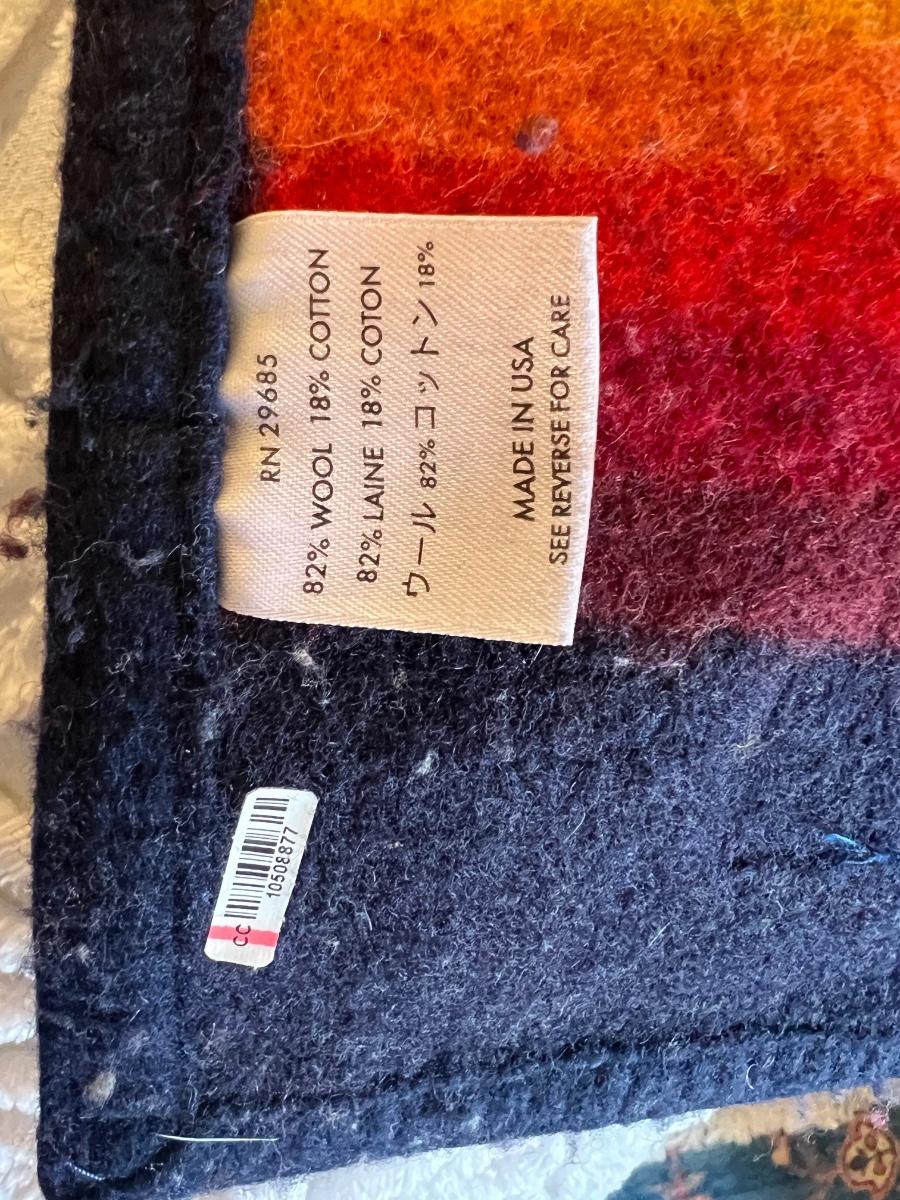 RN 29685
82% WOOL 18% COTTON
82% LAINE 18% COTON
ウール 82% コットン 18%
MADE IN USA
SEE REVERSE FOR CARE
CC
10508877